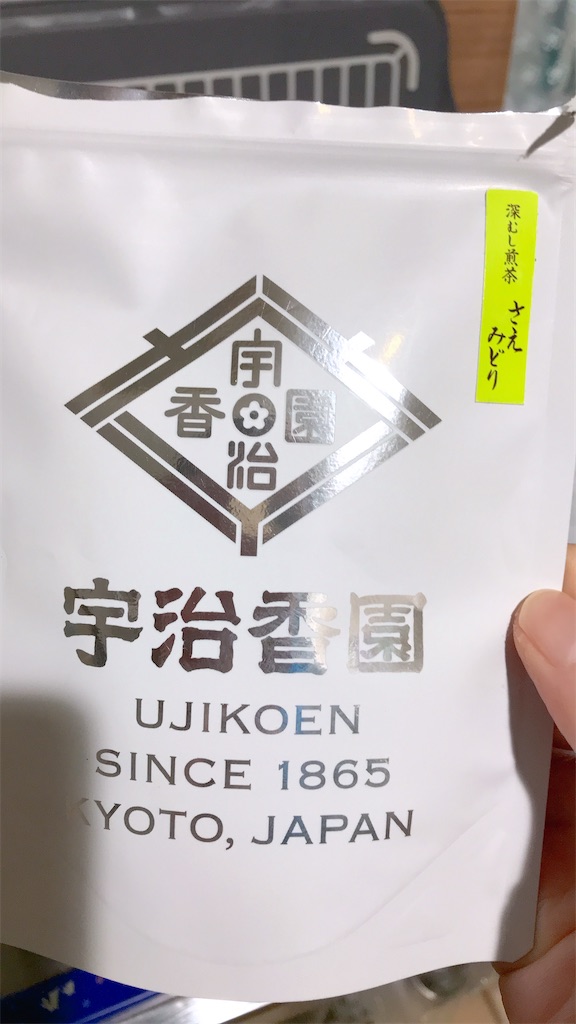 深むし煎茶 さえ
みどり
宇
香園
治
宇治香園
UJIKOEN
SINCE 1865
KYOTO, JAPAN